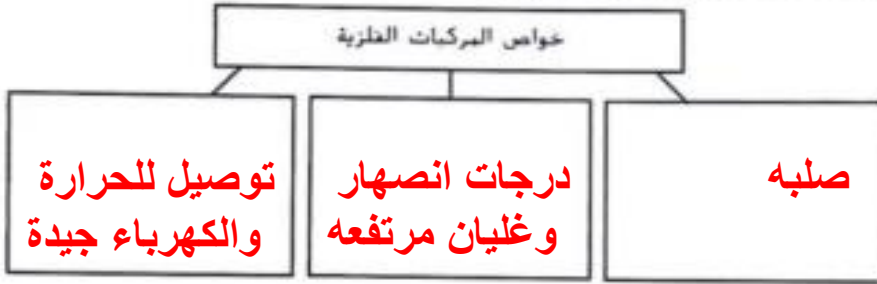 خواص المركبات الفلزية
صلبه
درجات انصهار
وغليان مرتفعه
توصيل للحرارة
والكهرباء جيدة